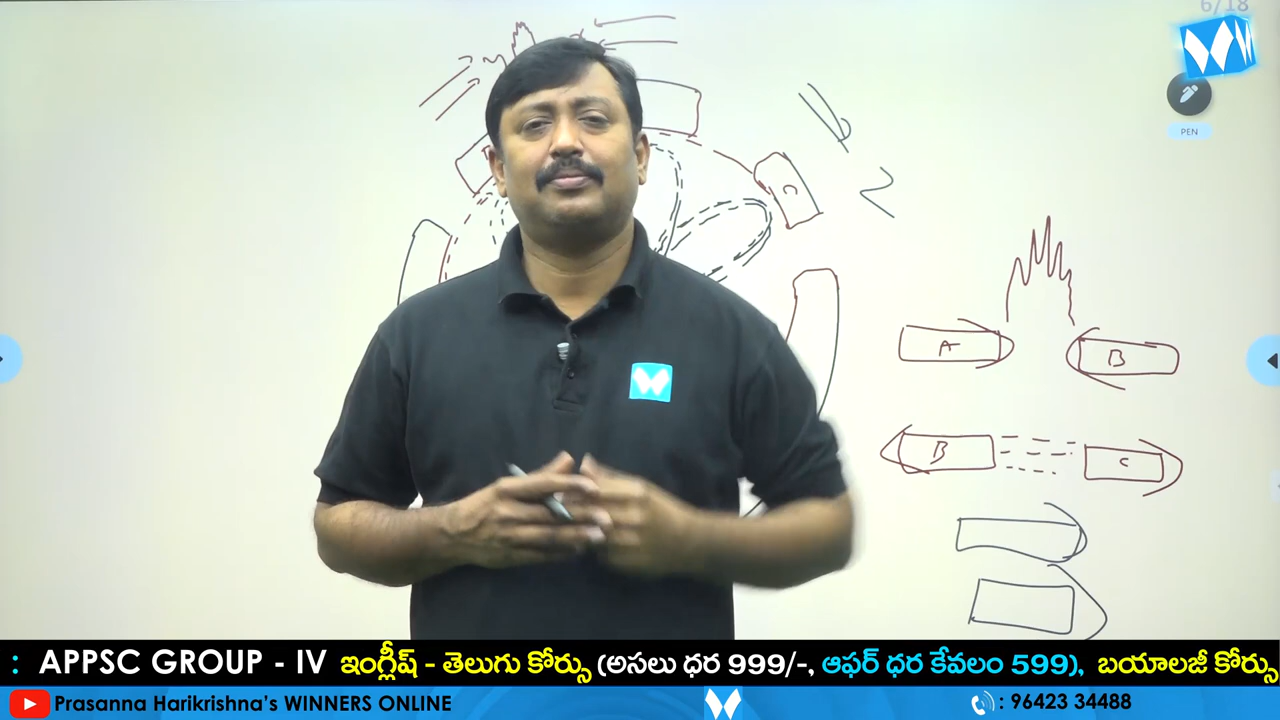 6/18
PEN
C
A
B
B
C
: APPSC GROUP - IV ఇంగ్లీష్ - తెలుగు కోర్సు (అసలు ధర 999/-, ఆఫర్ ధర కేవలం 599), బయాలజీ కోర్సు
Prasanna Harikrishna's WINNERS ONLINE
: 96423 34488